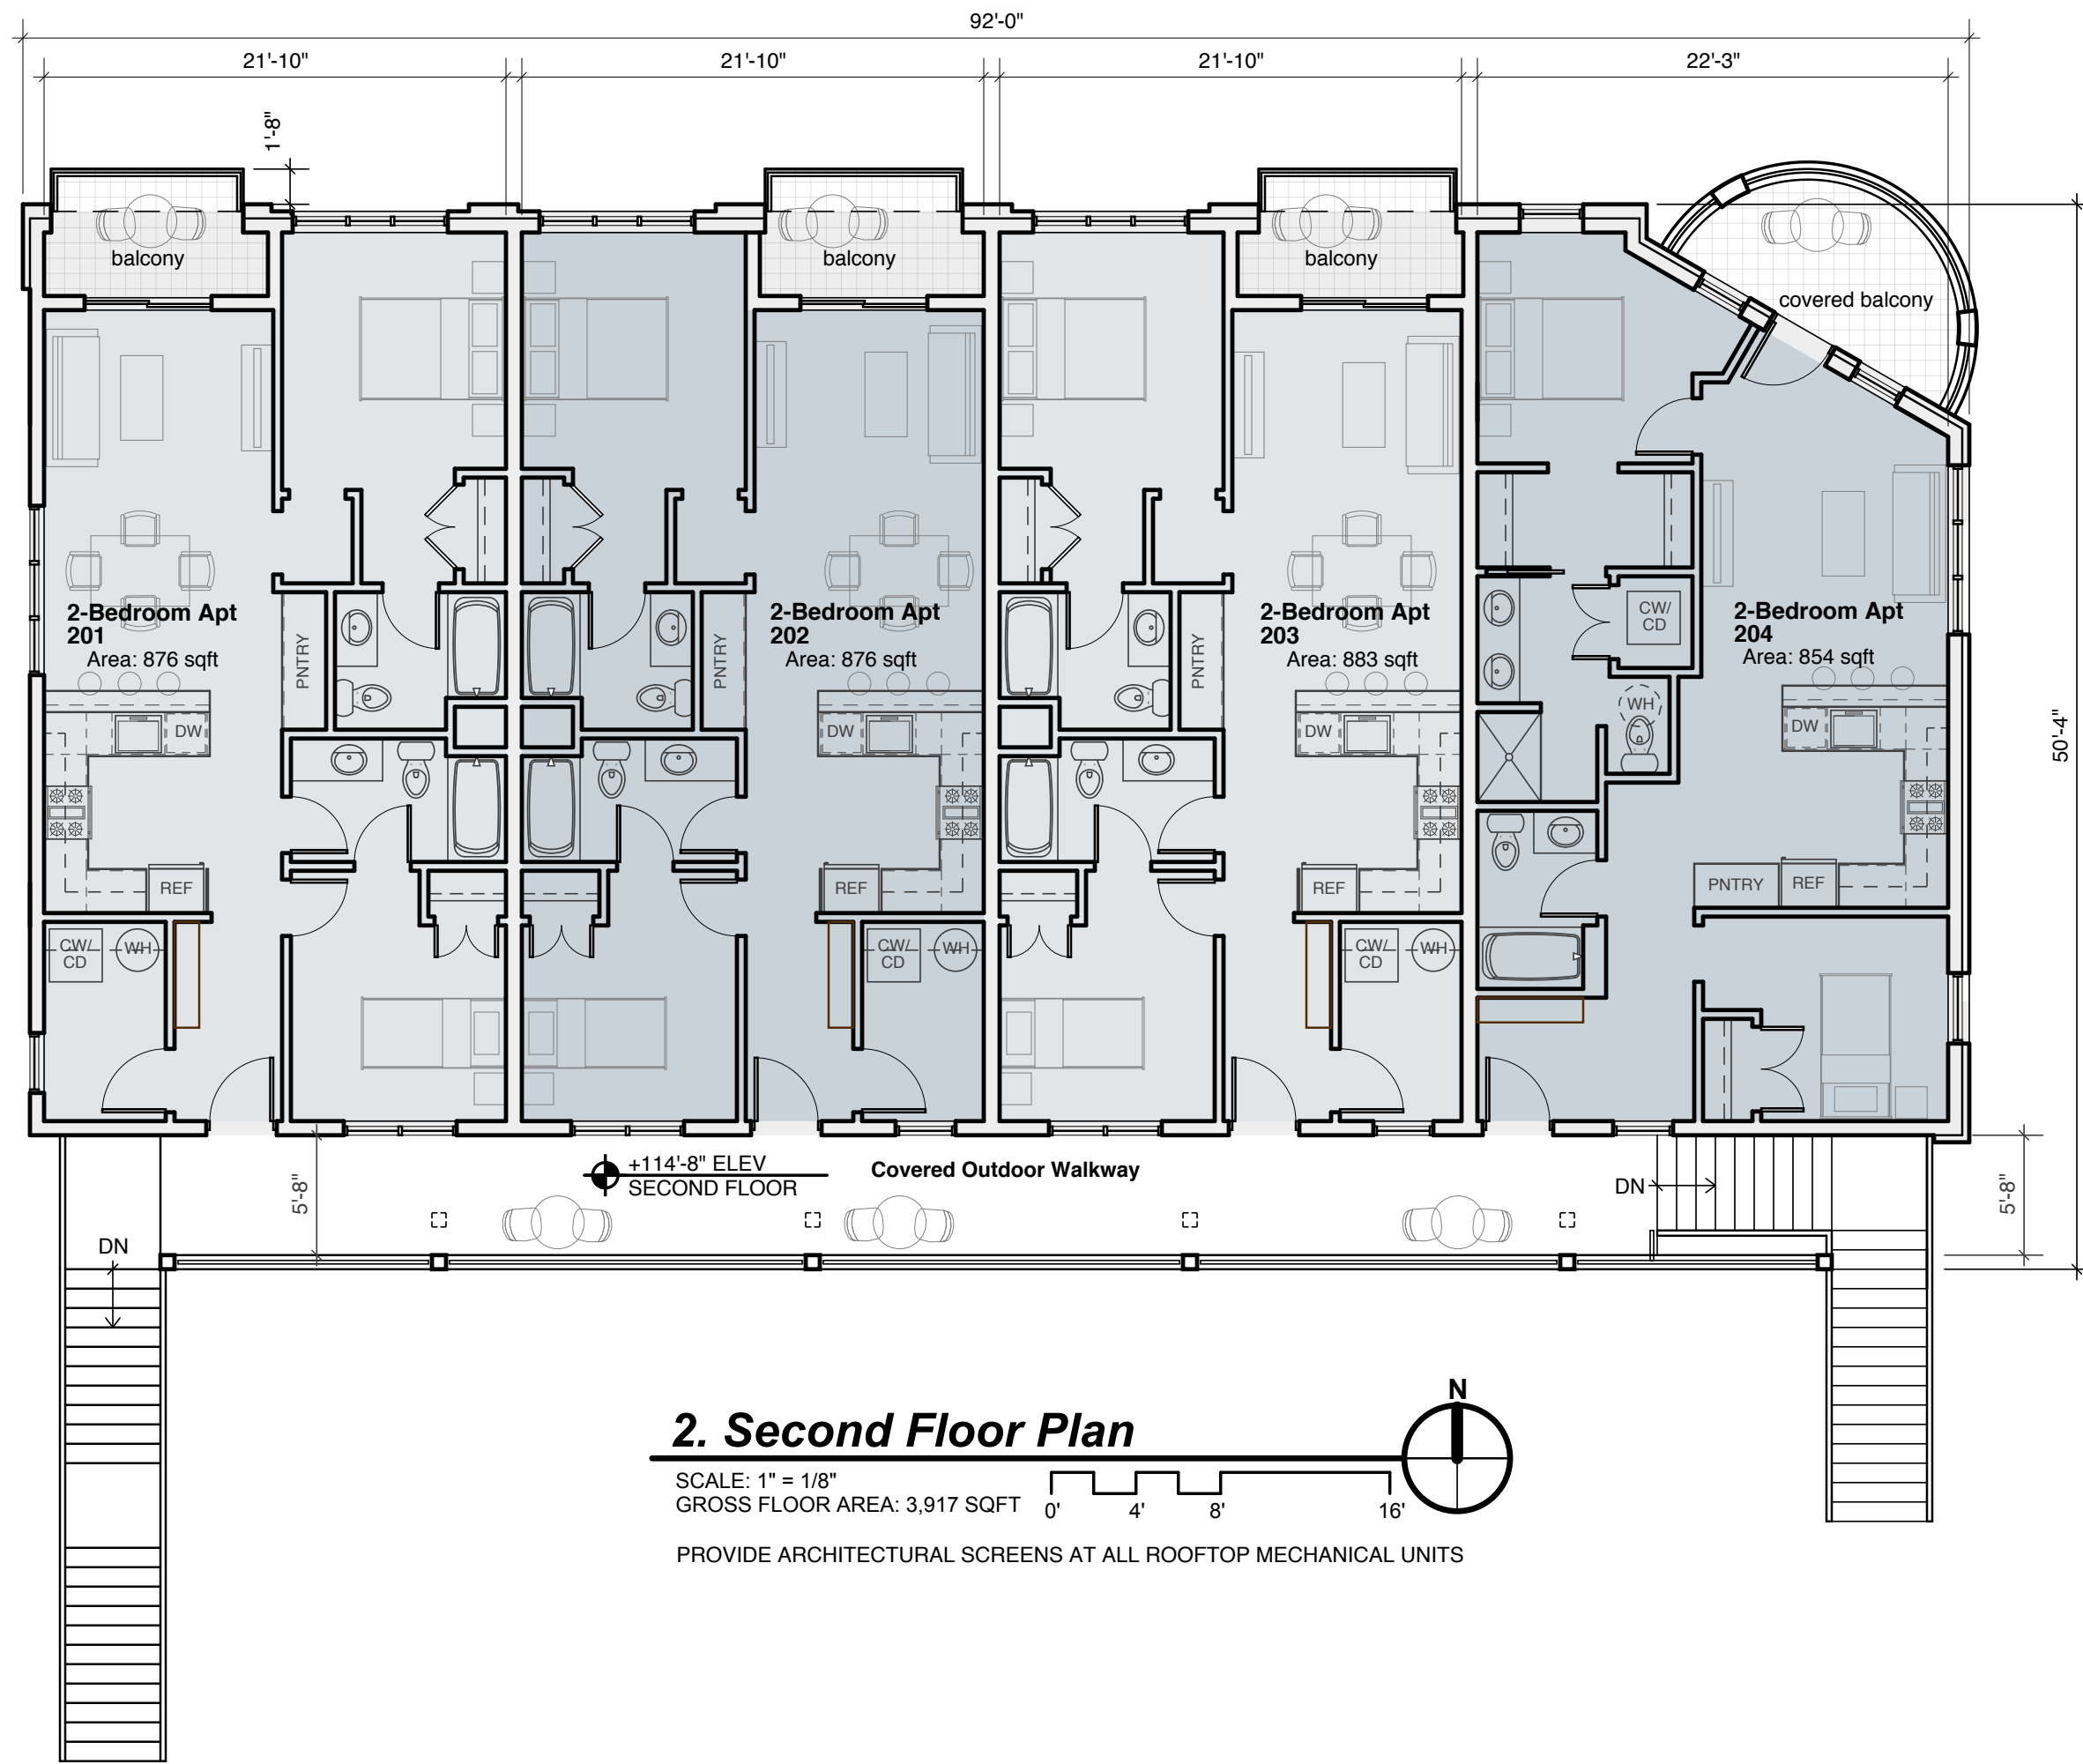 92'-0"
21'-10"
21'-10"
21'-10"
22'-3"
1'-8"
balcony
balcony
balcony
covered balcony
2-Bedroom Apt
201
Area: 876 sqft
PNTRY
PNTRY
2-Bedroom Apt
202
Area: 876 sqft
PNTRY
2-Bedroom Apt
203
Area: 883 sqft
CW/
CD
2-Bedroom Apt
204
Area: 854 sqft
WH
DW
DW
DW
DW
50'-4"
REF
REF
REF
PNTRY
REF
CW/
CD
WH
CW/
CD
WH
CW/
CD
WH
+114'-8" ELEV
SECOND FLOOR
Covered Outdoor Walkway
5'-8"
DN
5'-8"
DN
2. Second Floor Plan
N
SCALE: 1" = 1/8"
GROSS FLOOR AREA: 3,917 SQFT
0'
4'
8'
16'
PROVIDE ARCHITECTURAL SCREENS AT ALL ROOFTOP MECHANICAL UNITS